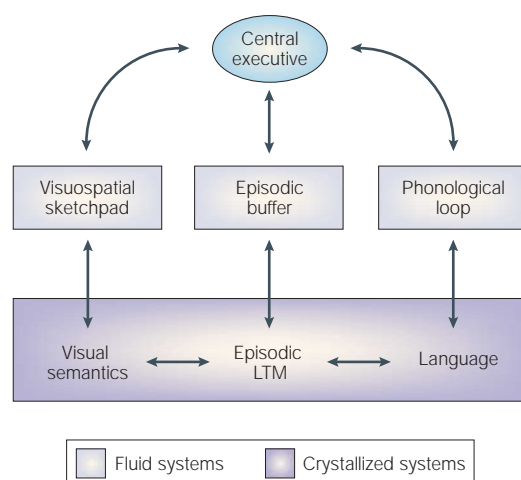 Central
executive
Visuospatial
sketchpad
Episodic
buffer
Phonological
loop
Visual
semantics
Episodic
LTM
Language
Fluid systems
Crystallized systems